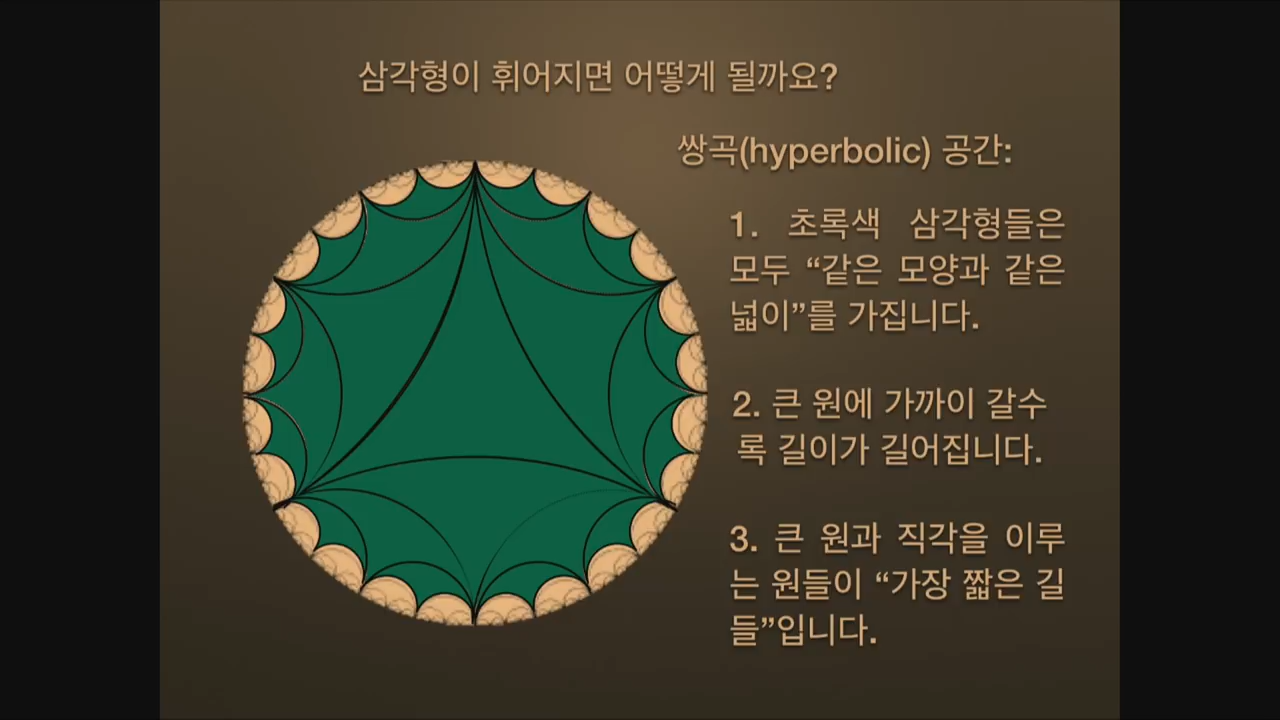 삼각형이 휘어지면 어떻게 될까요?
쌍곡(hyperbolic) 공간:
1. 초록색 삼각형들은
모두 “같은 모양과 같은
넓이”를 가집니다.
2. 큰 원에 가까이 갈수
록 길이가 길어집니다.
3. 큰 원과 직각을 이루
는 원들이 “가장 짧은 길
들”입니다.